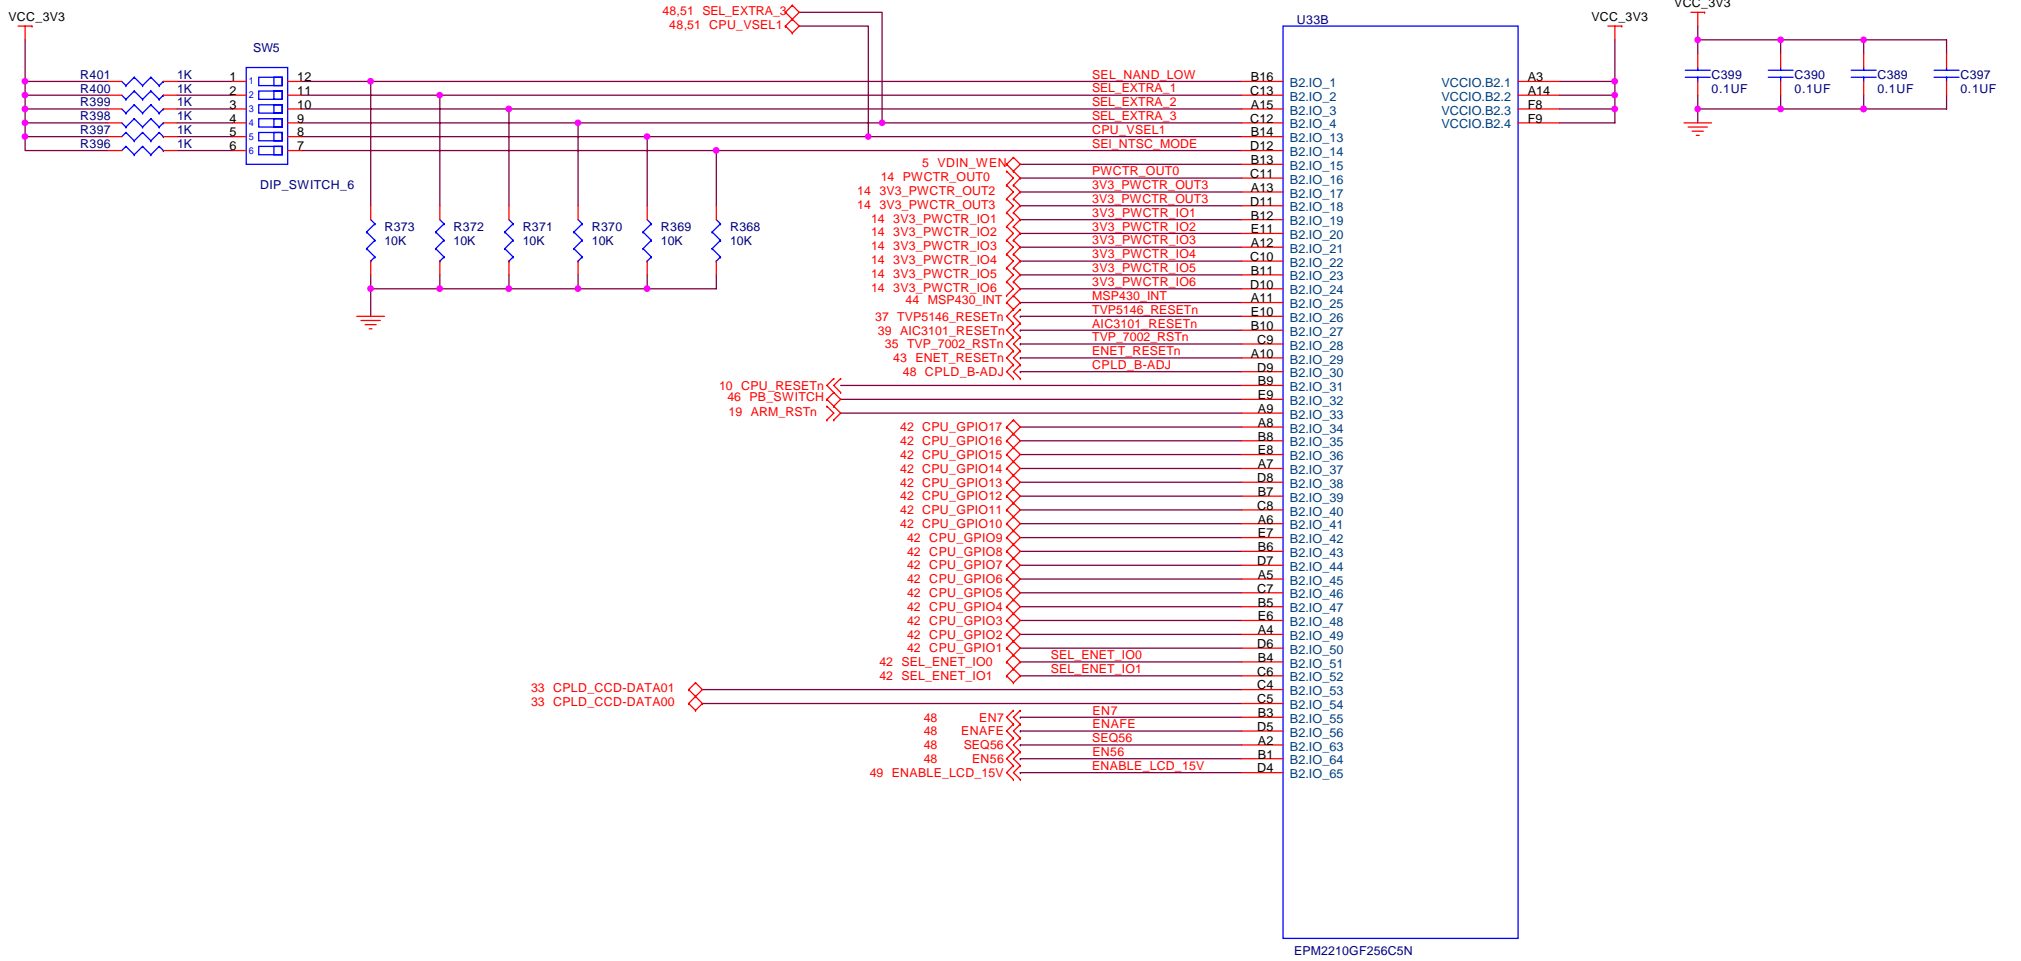 VCC_3V3
48,51 SEL_EXTRA_3
48,51 CPU_VSEL1
U33B
VCC_3V3
VCC_3V3
SW5
R401 1K 1 1 12 SEL_NAND_LOW B16 B2.IO_1 VCCIO.B2.1 A3
R400 1K 2 2 11 SEL_EXTRA_1 C13 B2.IO_2 VCCIO.B2.2 A14
R399 1K 3 3 10 SEL_EXTRA_2 A15 B2.IO_3 VCCIO.B2.3 F8
R398 1K 4 4 9 SEL_EXTRA_3 C12 B2.IO_4 VCCIO.B2.4 F9
R397 1K 5 5 8 CPU_VSEL1 B14 B2.IO_13
R396 1K 6 6 7 SEl_NTSC_MODE D12 B2.IO_14
C399 0.1UF
C390 0.1UF
C389 0.1UF
C397 0.1UF
DIP_SWITCH_6
R373 10K
R372 10K
R371 10K
R370 10K
R369 10K
R368 10K
5 VDIN_WEN B13 B2.IO_15
14 PWCTR_OUT0 PWCTR_OUT0 C11 B2.IO_16
14 3V3_PWCTR_OUT2 3V3_PWCTR_OUT3 A13 B2.IO_17
14 3V3_PWCTR_OUT3 3V3_PWCTR_OUT3 D11 B2.IO_18
14 3V3_PWCTR_IO1 3V3_PWCTR_IO1 B12 B2.IO_19
14 3V3_PWCTR_IO2 3V3_PWCTR_IO2 E11 B2.IO_20
14 3V3_PWCTR_IO3 3V3_PWCTR_IO3 A12 B2.IO_21
14 3V3_PWCTR_IO4 3V3_PWCTR_IO4 C10 B2.IO_22
14 3V3_PWCTR_IO5 3V3_PWCTR_IO5 B11 B2.IO_23
14 3V3_PWCTR_IO6 3V3_PWCTR_IO6 D10 B2.IO_24
44 MSP430_INT MSP430_INT A11 B2.IO_25
37 TVP5146_RESETn TVP5146_RESETn E10 B2.IO_26
39 AIC3101_RESETn AIC3101_RESETn B10 B2.IO_27
35 TVP_7002_RSTn TVP_7002_RSTn C9 B2.IO_28
43 ENET_RESETn ENET_RESETn A10 B2.IO_29
48 CPLD_B-ADJ CPLD_B-ADJ D9 B2.IO_30
10 CPU_RESETn B9 B2.IO_31
46 PB_SWITCH E9 B2.IO_32
19 ARM_RSTn A9 B2.IO_33
42 CPU_GPIO17 A8 B2.IO_34
42 CPU_GPIO16 B8 B2.IO_35
42 CPU_GPIO15 E8 B2.IO_36
42 CPU_GPIO14 A7 B2.IO_37
42 CPU_GPIO13 D8 B2.IO_38
42 CPU_GPIO12 B7 B2.IO_39
42 CPU_GPIO11 C8 B2.IO_40
42 CPU_GPIO10 A6 B2.IO_41
42 CPU_GPIO9 E7 B2.IO_42
42 CPU_GPIO8 B6 B2.IO_43
42 CPU_GPIO7 D7 B2.IO_44
42 CPU_GPIO6 A5 B2.IO_45
42 CPU_GPIO5 C7 B2.IO_46
42 CPU_GPIO4 B5 B2.IO_47
42 CPU_GPIO3 E6 B2.IO_48
42 CPU_GPIO2 A4 B2.IO_49
42 CPU_GPIO1 D6 B2.IO_50
42 SEL_ENET_IO0 SEL_ENET_IO0 B4 B2.IO_51
42 SEL_ENET_IO1 SEL_ENET_IO1 C6 B2.IO_52
33 CPLD_CCD-DATA01 C4 B2.IO_53
33 CPLD_CCD-DATA00 C5 B2.IO_54
48 EN7 EN7 B3 B2.IO_55
48 ENAFE ENAFE D5 B2.IO_56
48 SEQ56 SEQ56 A2 B2.IO_63
48 EN56 EN56 B1 B2.IO_64
49 ENABLE_LCD_15V ENABLE_LCD_15V D4 B2.IO_65
EPM2210GF256C5N